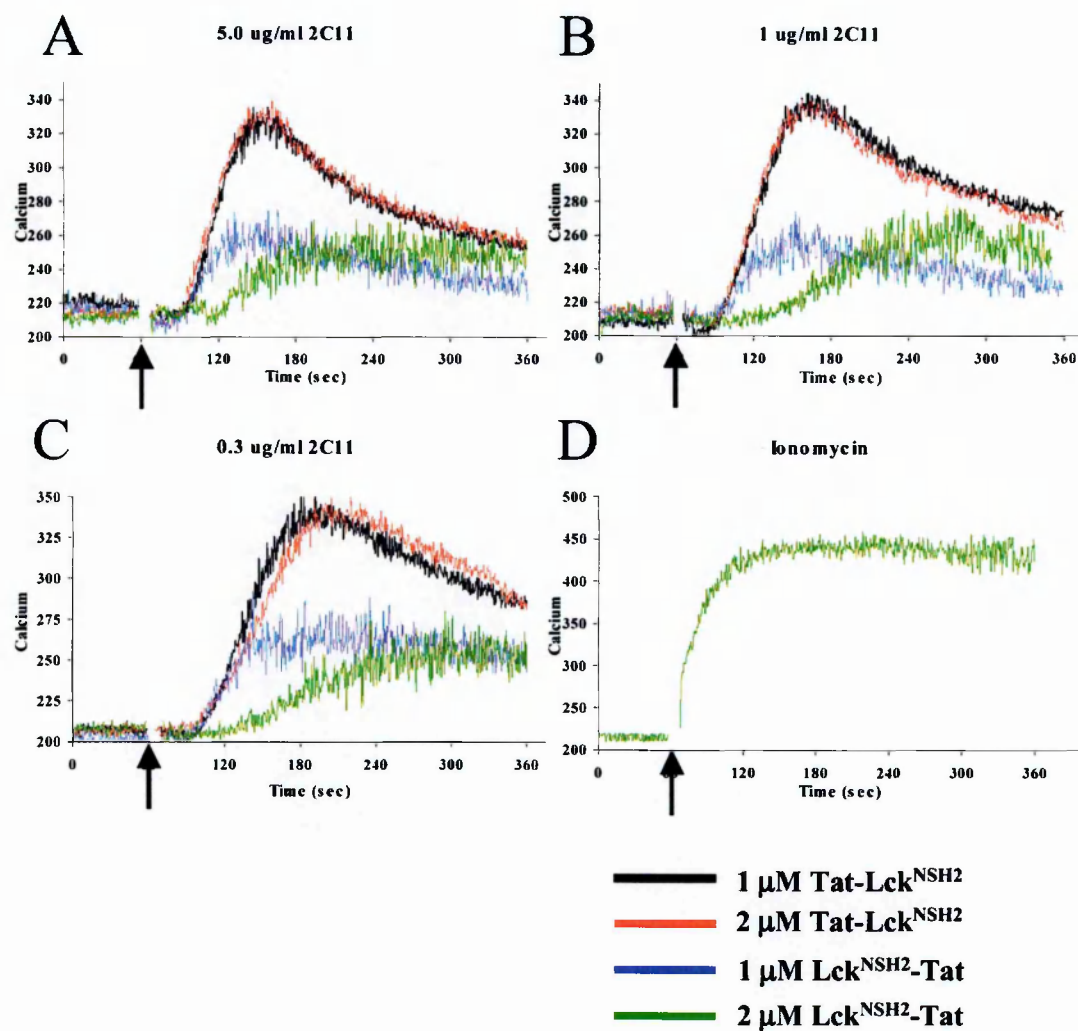 A
5.0 ug/ml 2C11
Calcium
340
320
300
280
260
240
220
200
0
120
180
240
300
360
Time (sec)
B
1 ug/ml 2C11
Calcium
340
320
300
280
260
240
220
200
0
60
120
180
240
300
360
Time (sec)
C
0.3 ug/ml 2C11
Calcium
350
325
300
275
250
225
200
0
60
120
180
240
300
360
Time (sec)
D
Ionomycin
Calcium
500
450
400
350
300
250
200
0
120
180
240
300
360
Time (sec)
1 μM Tat-Lck^NSH2
2 μM Tat-Lck^NSH2
1 μM Lck^NSH2-Tat
2 μM Lck^NSH2-Tat